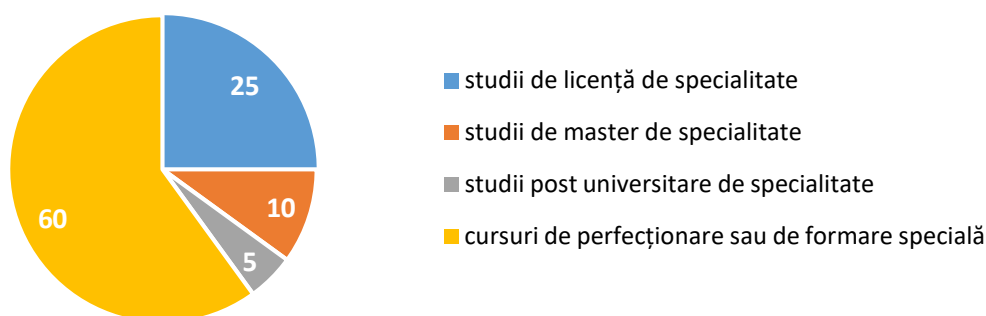 25
10
5
60
studii de licență de specialitate
studii de master de specialitate
studii post universitare de specialitate
cursuri de perfecționare sau de formare specială